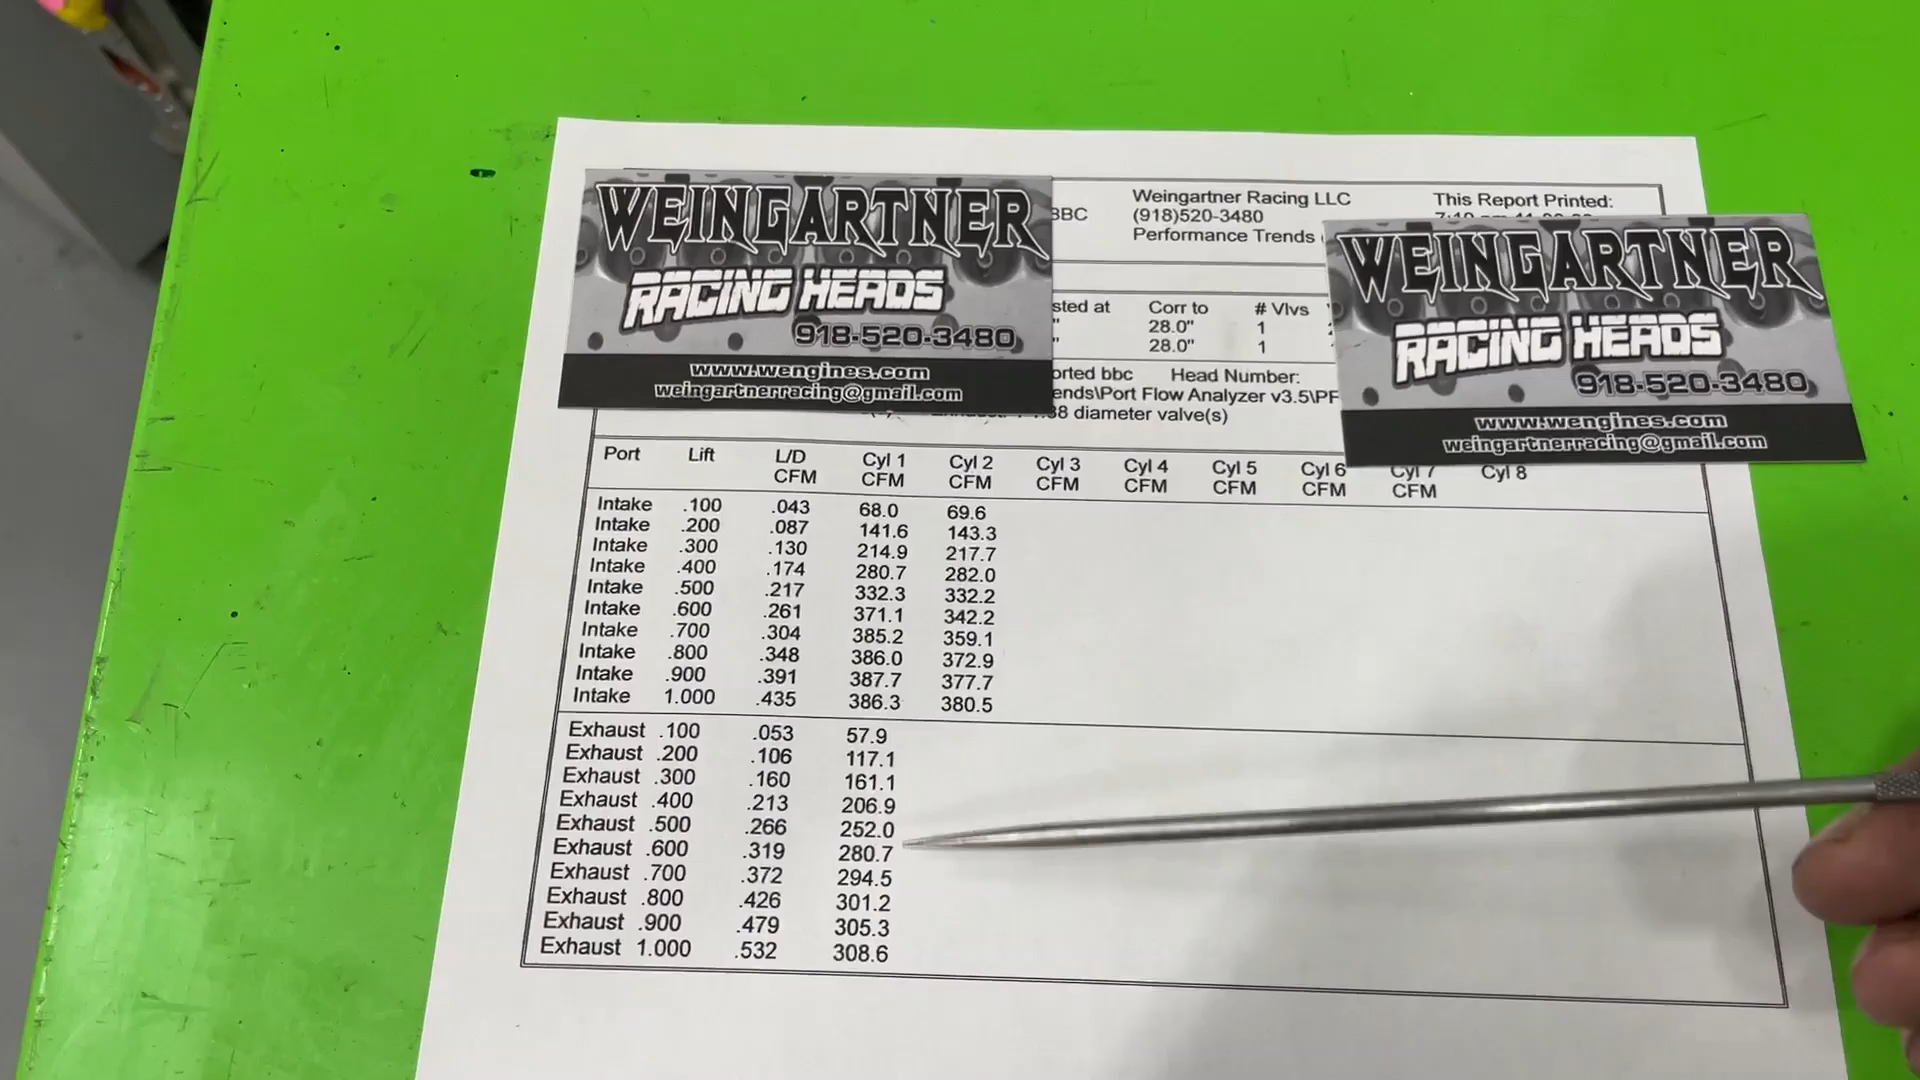 WEINGARTNER
RACING HEADS
918-520-3480
www.wengines.com
weingartnerracing@gmail.com
BBC
Weingartner Racing LLC
(918)520-3480
Performance Trends
This Report Printed:
WEINGARTNER
RACING HEADS
918-520-3480
www.wengines.com
weingartnerracing@gmail.com
sted at Corr to # Vlvs
" 28.0" 1
" 28.0" 1
orted bbc Head Number:
ends\Port Flow Analyzer v3.5\PF
diameter valve(s)
Port Lift L/D Cyl 1 Cyl 2 Cyl 3 Cyl 4 Cyl 5 Cyl 6 Cyl 7 Cyl 8
CFM CFM CFM CFM CFM CFM CFM CFM
Intake .100 .043 68.0 69.6
Intake .200 .087 141.6 143.3
Intake .300 .130 214.9 217.7
Intake .400 .174 280.7 282.0
Intake .500 .217 332.3 332.2
Intake .600 .261 371.1 342.2
Intake .700 .304 385.2 359.1
Intake .800 .348 386.0 372.9
Intake .900 .391 387.7 377.7
Intake 1.000 .435 386.3 380.5
Exhaust .100 .053 57.9
Exhaust .200 .106 117.1
Exhaust .300 .160 161.1
Exhaust .400 .213 206.9
Exhaust .500 .266 252.0
Exhaust .600 .319 280.7
Exhaust .700 .372 294.5
Exhaust .800 .426 301.2
Exhaust .900 .479 305.3
Exhaust 1.000 .532 308.6